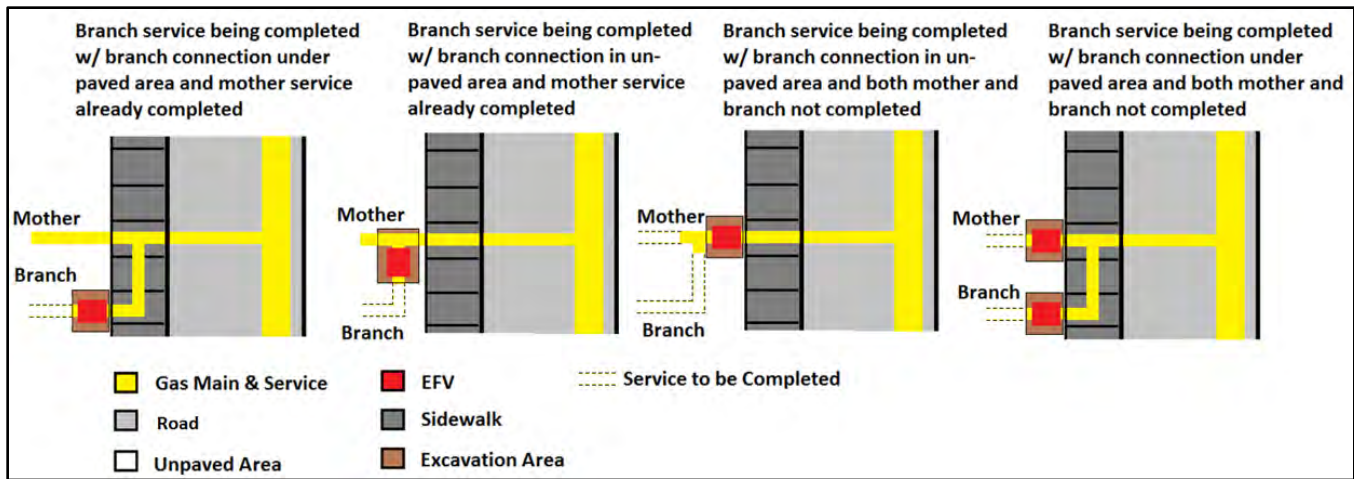 Branch service being completed
w/ branch connection under
paved area and mother service
already completed
Branch service being completed
w/ branch connection in un-
paved area and mother service
already completed
Branch service being completed
w/ branch connection in un-
paved area and both mother and
branch not completed
Branch service being completed
w/ branch connection under
paved area and both mother and
branch not completed
Mother
Branch
Mother
Branch
Mother
Branch
Mother
Branch
Gas Main & Service
EFV
Service to be Completed
Road
Sidewalk
Unpaved Area
Excavation Area